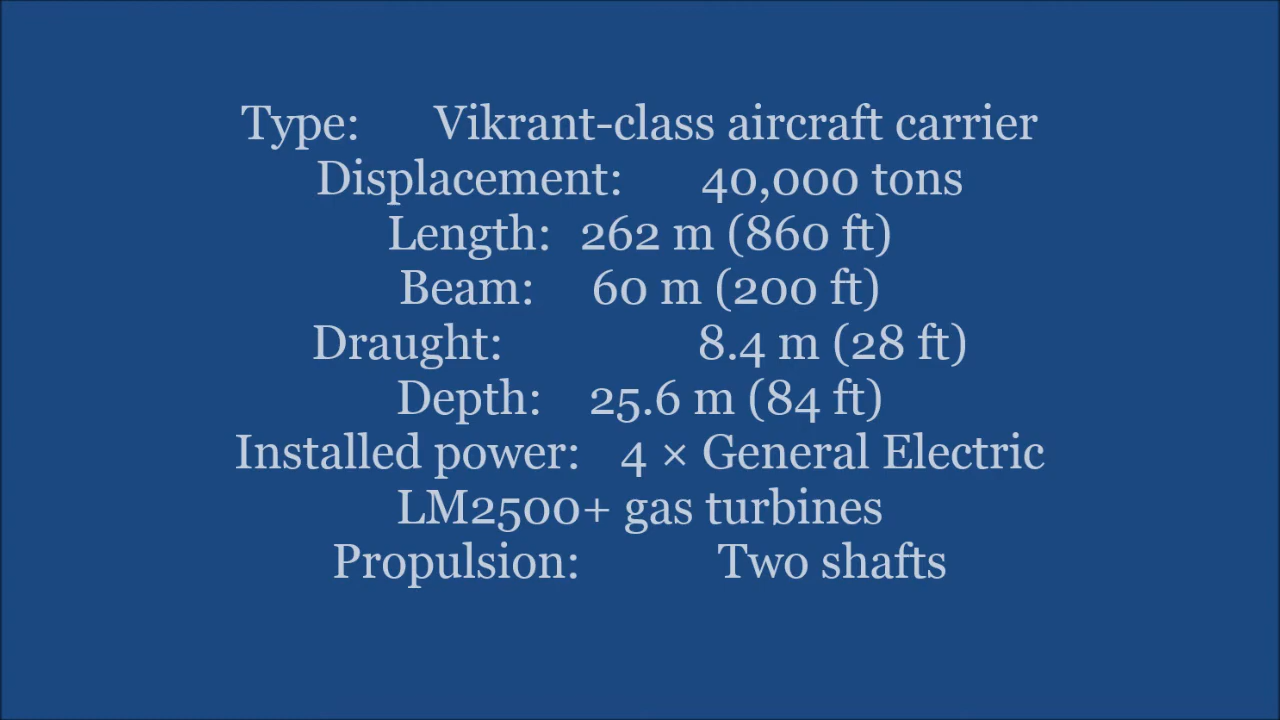 Type: Vikrant-class aircraft carrier
Displacement: 40,000 tons
Length: 262 m (860 ft)
Beam: 60 m (200 ft)
Draught: 8.4 m (28 ft)
Depth: 25.6 m (84 ft)
Installed power: 4 × General Electric
LM2500+ gas turbines
Propulsion: Two shafts